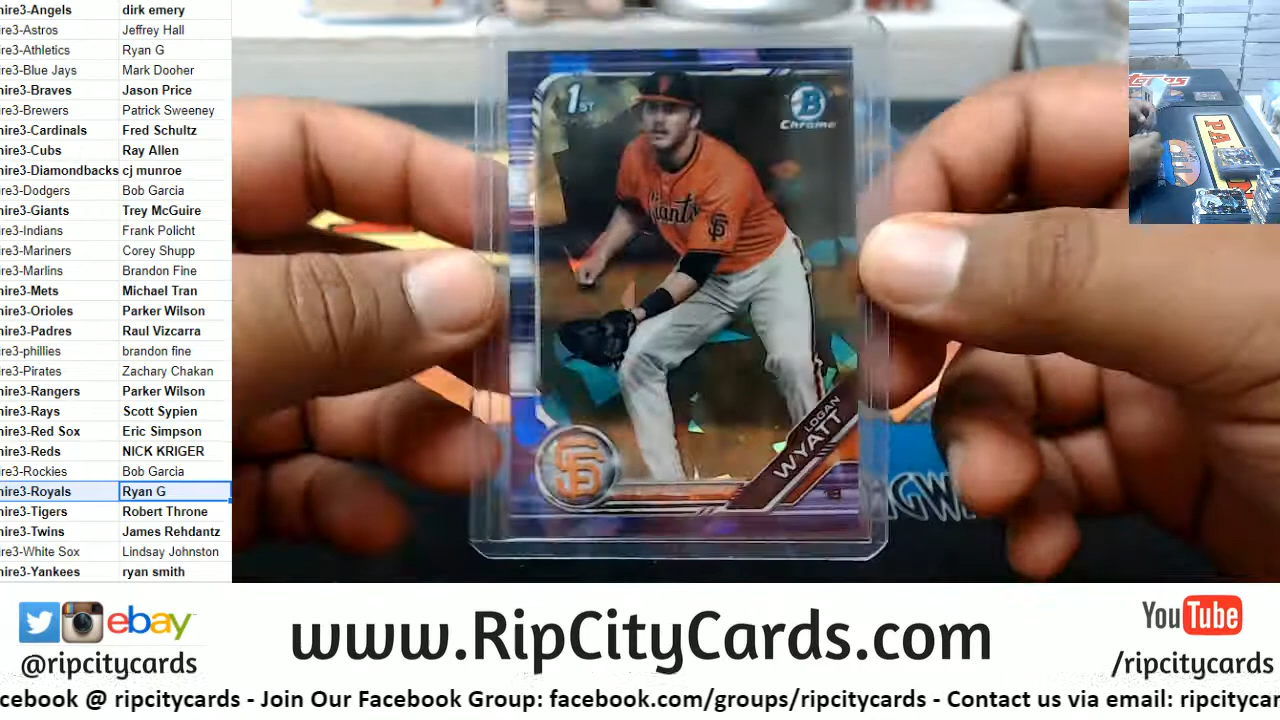 hire3-Angels dirk emery
ire3-Astros Jeffrey Hall
ire3-Athletics Ryan G
ire3-Blue Jays Mark Dooher
hire3-Braves Jason Price
ire3-Brewers Patrick Sweeney
hire3-Cardinals Fred Schultz
hire3-Cubs Ray Allen
hire3-Diamondbacks cj munroe
ire3-Dodgers Bob Garcia
hire3-Giants Trey McGuire
ire3-Indians Frank Policht
ire3-Mariners Corey Shupp
ire3-Marlins Brandon Fine
hire3-Mets Michael Tran
hire3-Orioles Parker Wilson
hire3-Padres Raul Vizcarra
ire3-phillies brandon fine
ire3-Pirates Zachary Chakan
hire3-Rangers Parker Wilson
hire3-Rays Scott Sypien
hire3-Red Sox Eric Simpson
hire3-Reds NICK KRIGER
ire3-Rockies Bob Garcia
hire3-Royals Ryan G
hire3-Tigers Robert Throne
hire3-Twins James Rehdantz
ire3-White Sox Lindsay Johnston
hire3-Yankees ryan smith
1ST
B
Chrome
Giants
SF
LOGAN
WYATT
SF
topps
ebay
@ripcitycards
www.RipCityCards.com
YouTube
/ripcitycards
cebook @ ripcitycards - Join Our Facebook Group: facebook.com/groups/ripcitycards - Contact us via email: ripcitycar